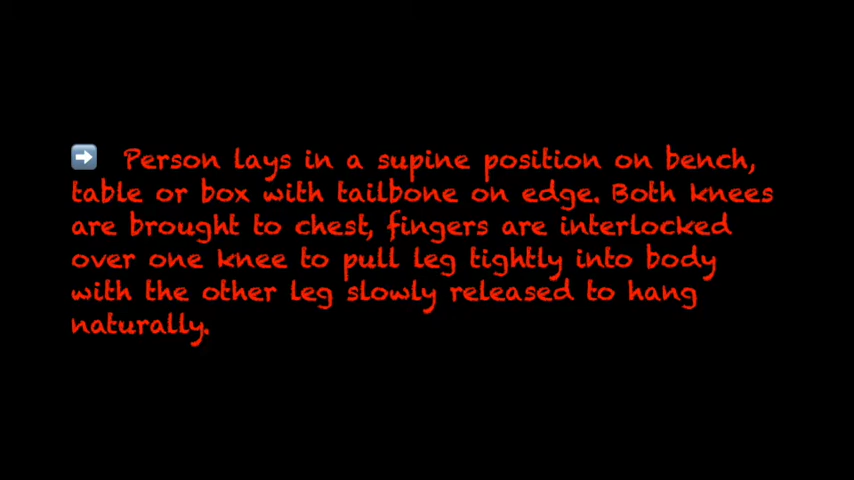 ➡ Person lays in a supine position on bench,
table or box with tailbone on edge. Both knees
are brought to chest, fingers are interlocked
over one knee to pull leg tightly into body
with the other leg slowly released to hang
naturally.